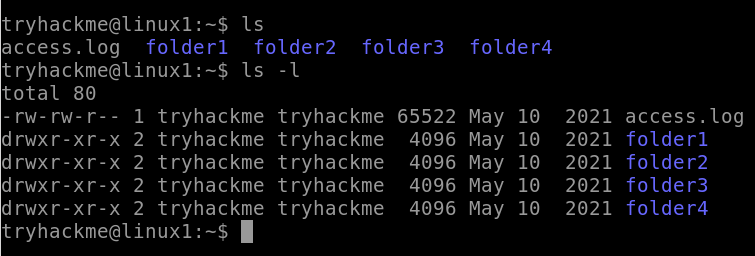 tryhackme@linux1:~$ ls
access.log  folder1  folder2  folder3  folder4
tryhackme@linux1:~$ ls -l
total 80
-rw-rw-r-- 1 tryhackme tryhackme 65522 May 10  2021 access.log
drwxr-xr-x 2 tryhackme tryhackme  4096 May 10  2021 folder1
drwxr-xr-x 2 tryhackme tryhackme  4096 May 10  2021 folder2
drwxr-xr-x 2 tryhackme tryhackme  4096 May 10  2021 folder3
drwxr-xr-x 2 tryhackme tryhackme  4096 May 10  2021 folder4
tryhackme@linux1:~$